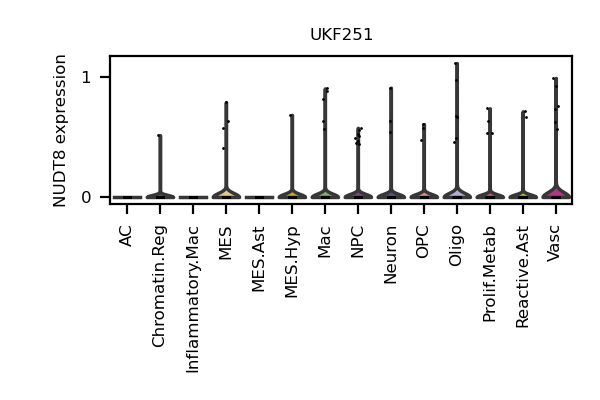 UKF251
NUDT8 expression
1
0
AC
Chromatin.Reg
Inflammatory.Mac
MES
MES.Ast
MES.Hyp
Mac
NPC
Neuron
OPC
Oligo
Prolif.Metab
Reactive.Ast
Vasc